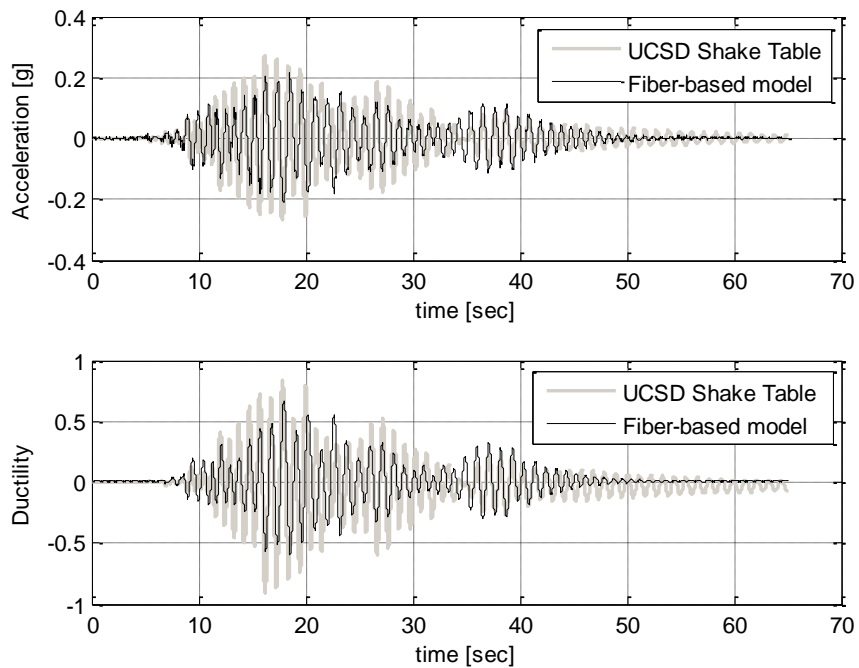 0.4
0.2
0
-0.2
-0.4
Acceleration [g]
UCSD Shake Table
Fiber-based model
0 10 20 30 40 50 60 70
time [sec]
1
0.5
0
-0.5
-1
Ductility
UCSD Shake Table
Fiber-based model
0 10 20 30 40 50 60 70
time [sec]